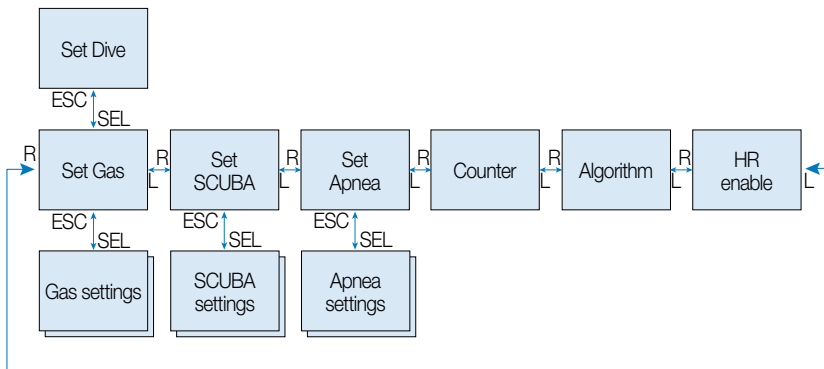 Set Dive
ESC
SEL
R
Set Gas
R
L
Set
SCUBA
R
L
Set
Apnea
R
L
Counter
R
L
Algorithm
R
L
HR
enable
L
ESC
SEL
ESC
SEL
ESC
SEL
Gas settings
SCUBA
settings
Apnea
settings